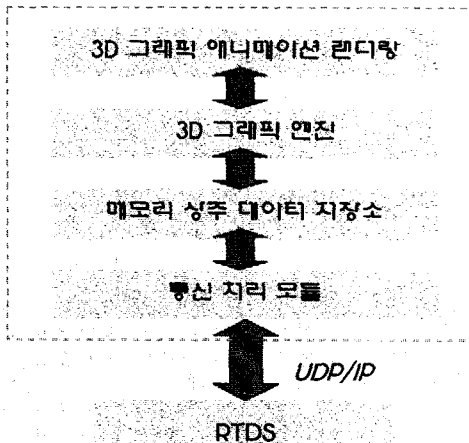 3D 그래픽 애니메이션 랜더링
3D 그래픽 엔진
메모리 상주 데이터 저장소
통신 처리 모듈
UDP/IP
RTDS